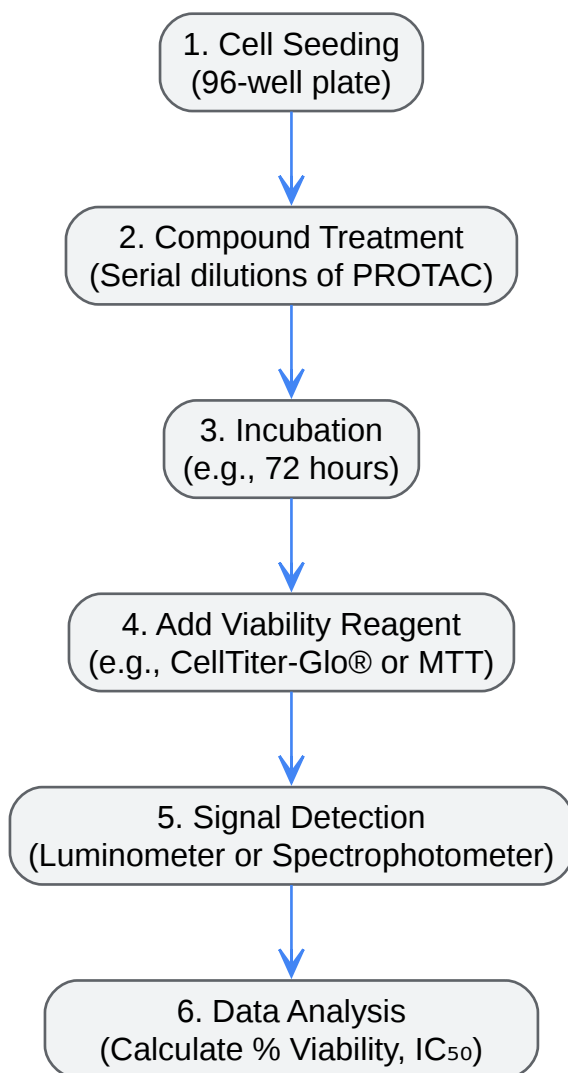 1. Cell Seeding
(96-well plate)
2. Compound Treatment
(Serial dilutions of PROTAC)
3. Incubation
(e.g., 72 hours)
4. Add Viability Reagent
(e.g., CellTiter-Glo® or MTT)
5. Signal Detection
(Luminometer or Spectrophotometer)
6. Data Analysis
(Calculate % Viability, IC₅₀)